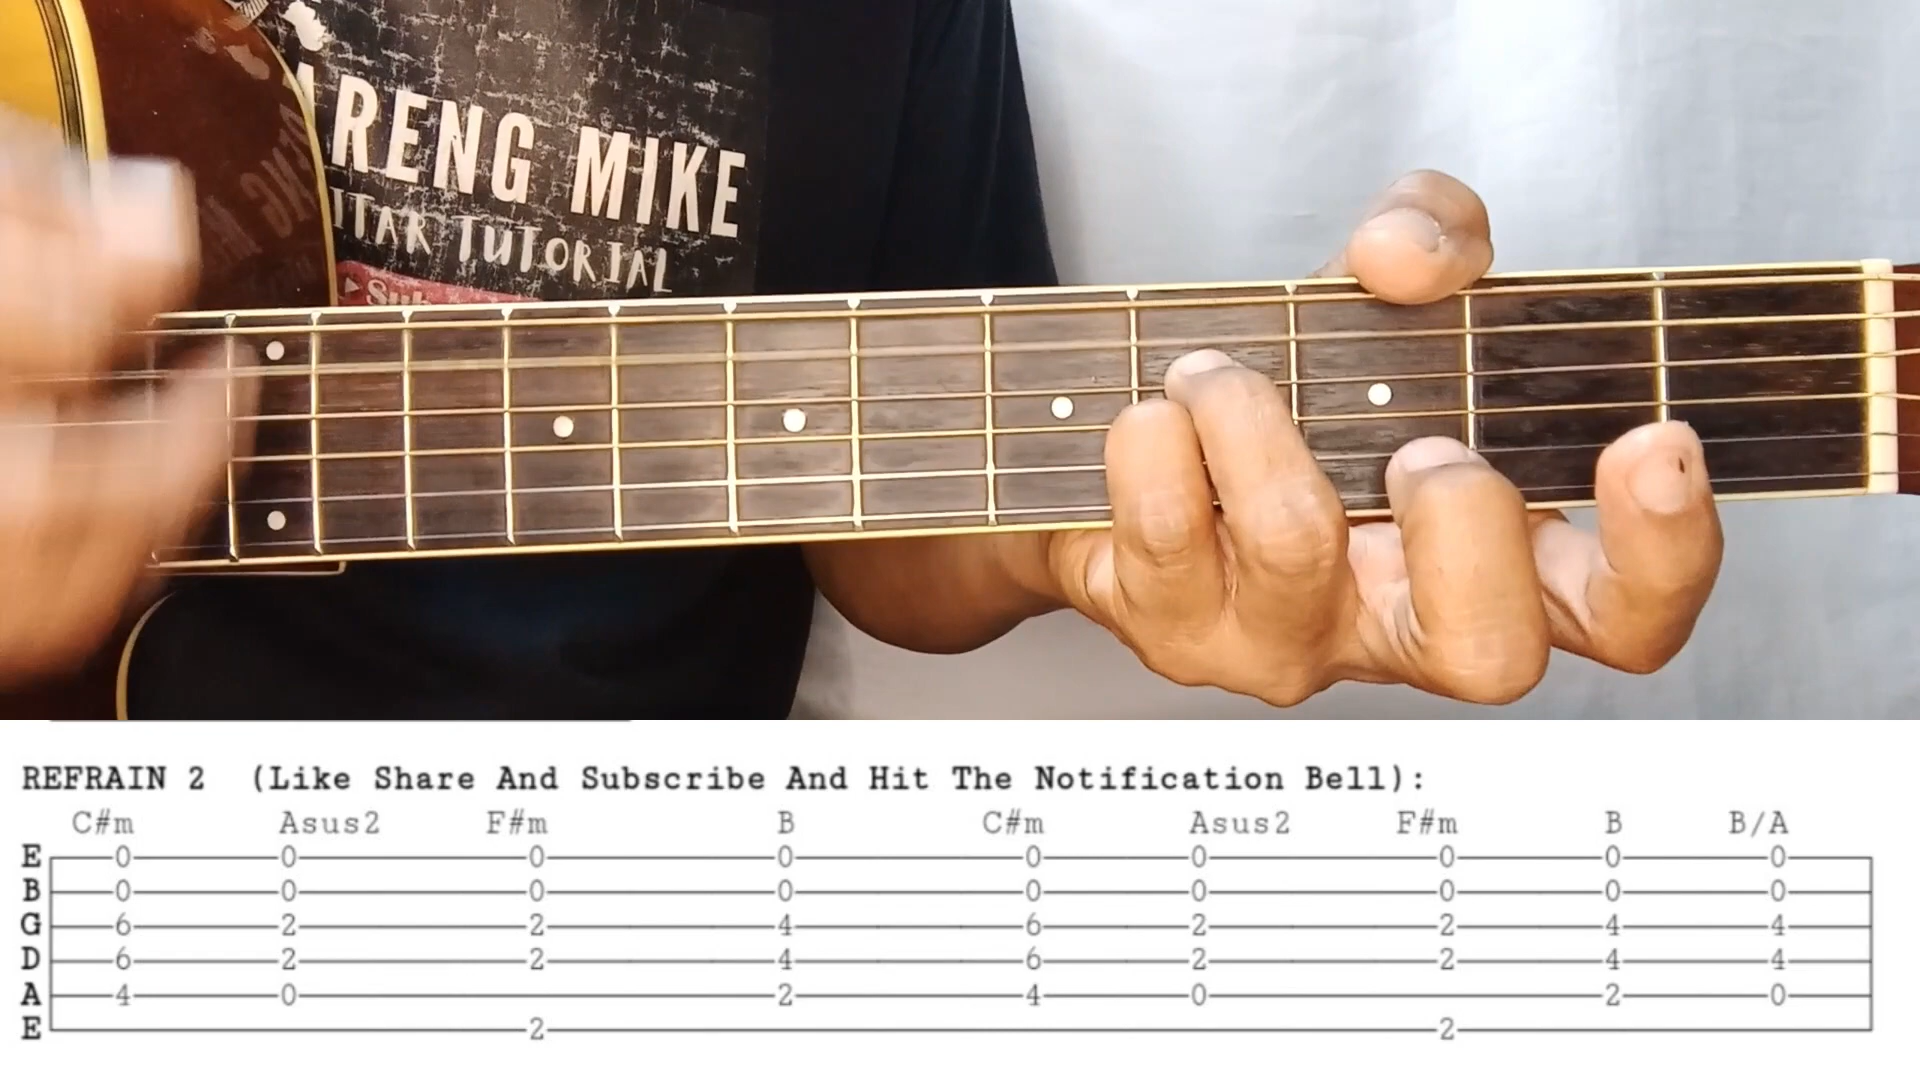 RENG MIKE
ITAR TUTORIAL
REFRAIN 2 (Like Share And Subscribe And Hit The Notification Bell):
C#m Asus2 F#m B C#m Asus2 F#m B B/A
E 0 0 0 0 0 0 0 0 0
B 0 0 0 0 0 0 0 0 0
G 6 2 2 4 6 2 2 4 4
D 6 2 2 4 6 2 2 4 4
A 4 0 2 4 0 2 0
E 2 2